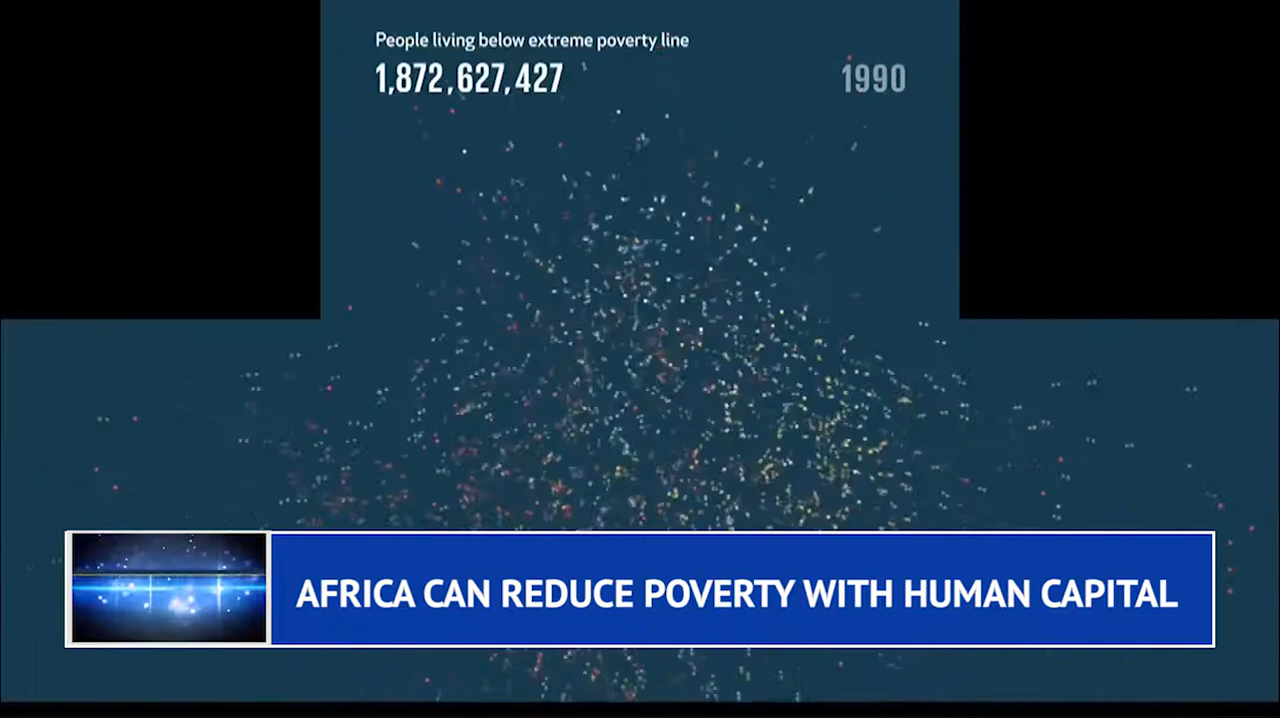 People living below extreme poverty line
1,872,627,427
1990
AFRICA CAN REDUCE POVERTY WITH HUMAN CAPITAL